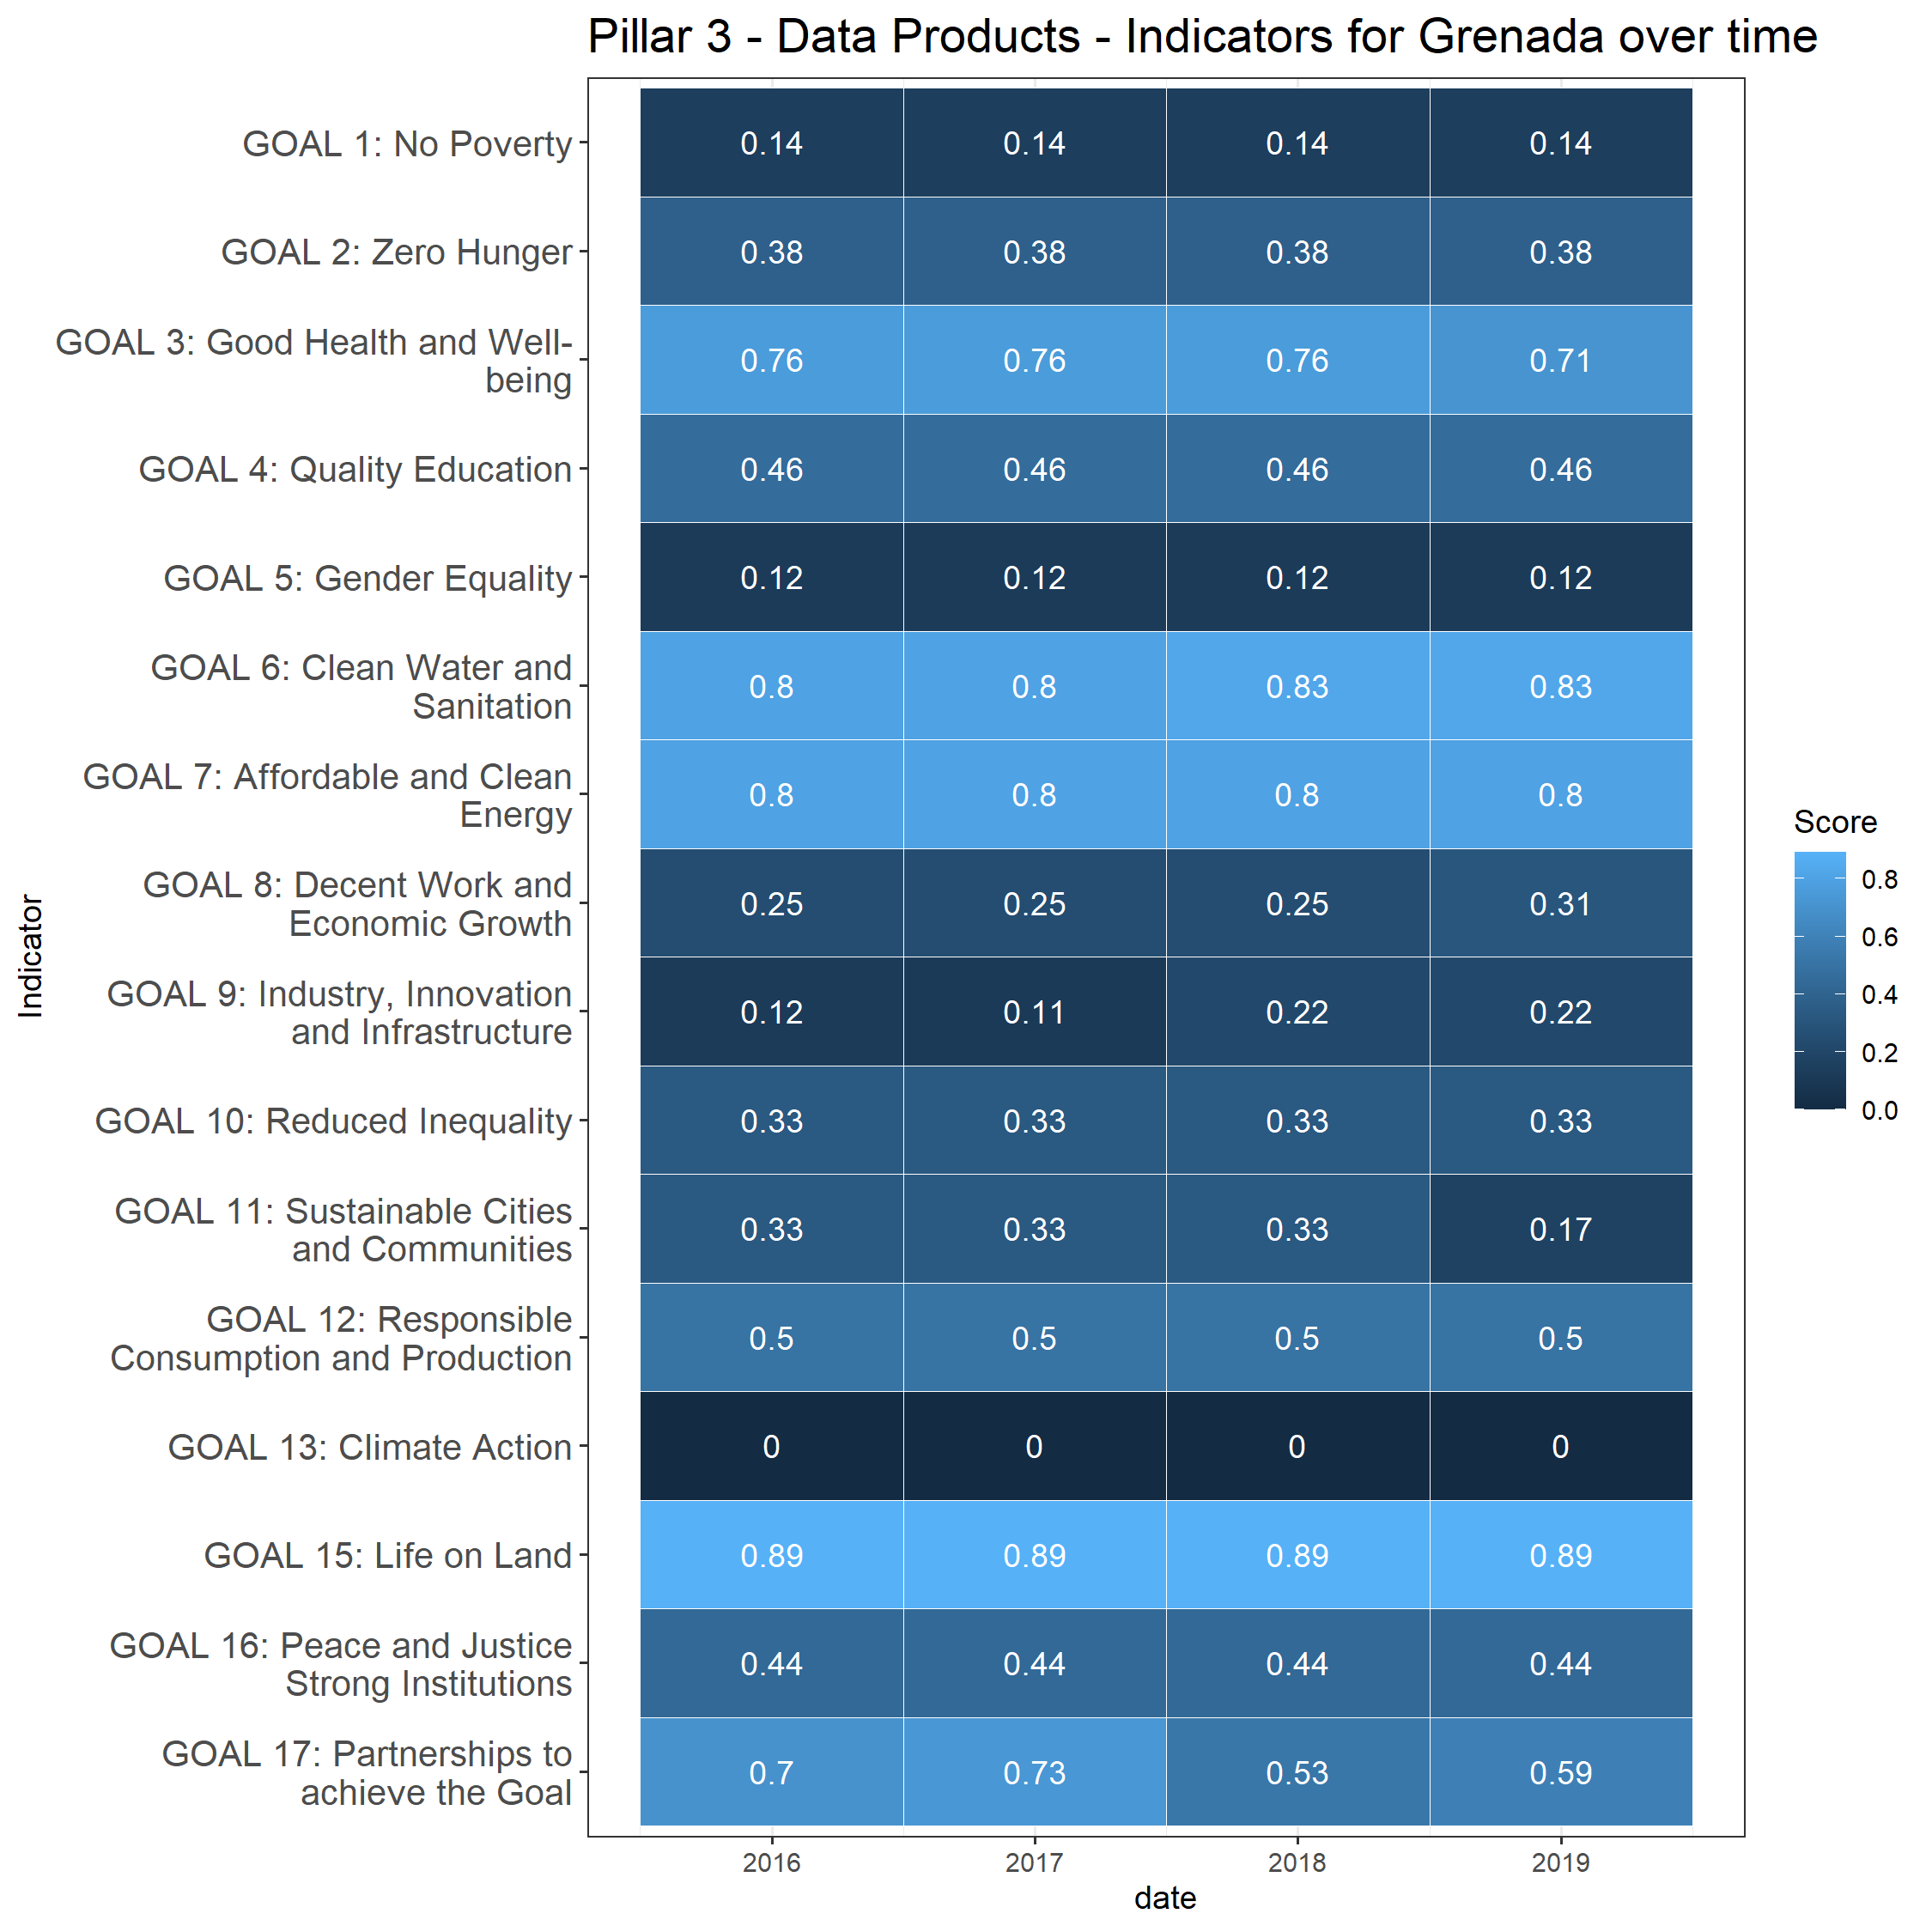 Pillar 3 - Data Products - Indicators for Grenada over time
GOAL 1: No Poverty
0.14 0.14 0.14 0.14
GOAL 2: Zero Hunger
0.38 0.38 0.38 0.38
GOAL 3: Good Health and Well-
being
0.76 0.76 0.76 0.71
GOAL 4: Quality Education
0.46 0.46 0.46 0.46
GOAL 5: Gender Equality
0.12 0.12 0.12 0.12
GOAL 6: Clean Water and
Sanitation
0.8 0.8 0.83 0.83
GOAL 7: Affordable and Clean
Energy
0.8 0.8 0.8 0.8
GOAL 8: Decent Work and
Economic Growth
0.25 0.25 0.25 0.31
GOAL 9: Industry, Innovation
and Infrastructure
0.12 0.11 0.22 0.22
GOAL 10: Reduced Inequality
0.33 0.33 0.33 0.33
GOAL 11: Sustainable Cities
and Communities
0.33 0.33 0.33 0.17
GOAL 12: Responsible
Consumption and Production
0.5 0.5 0.5 0.5
GOAL 13: Climate Action
0 0 0 0
GOAL 15: Life on Land
0.89 0.89 0.89 0.89
GOAL 16: Peace and Justice
Strong Institutions
0.44 0.44 0.44 0.44
GOAL 17: Partnerships to
achieve the Goal
0.7 0.73 0.53 0.59
2016 2017 2018 2019
date
Indicator
Score
0.8
0.6
0.4
0.2
0.0